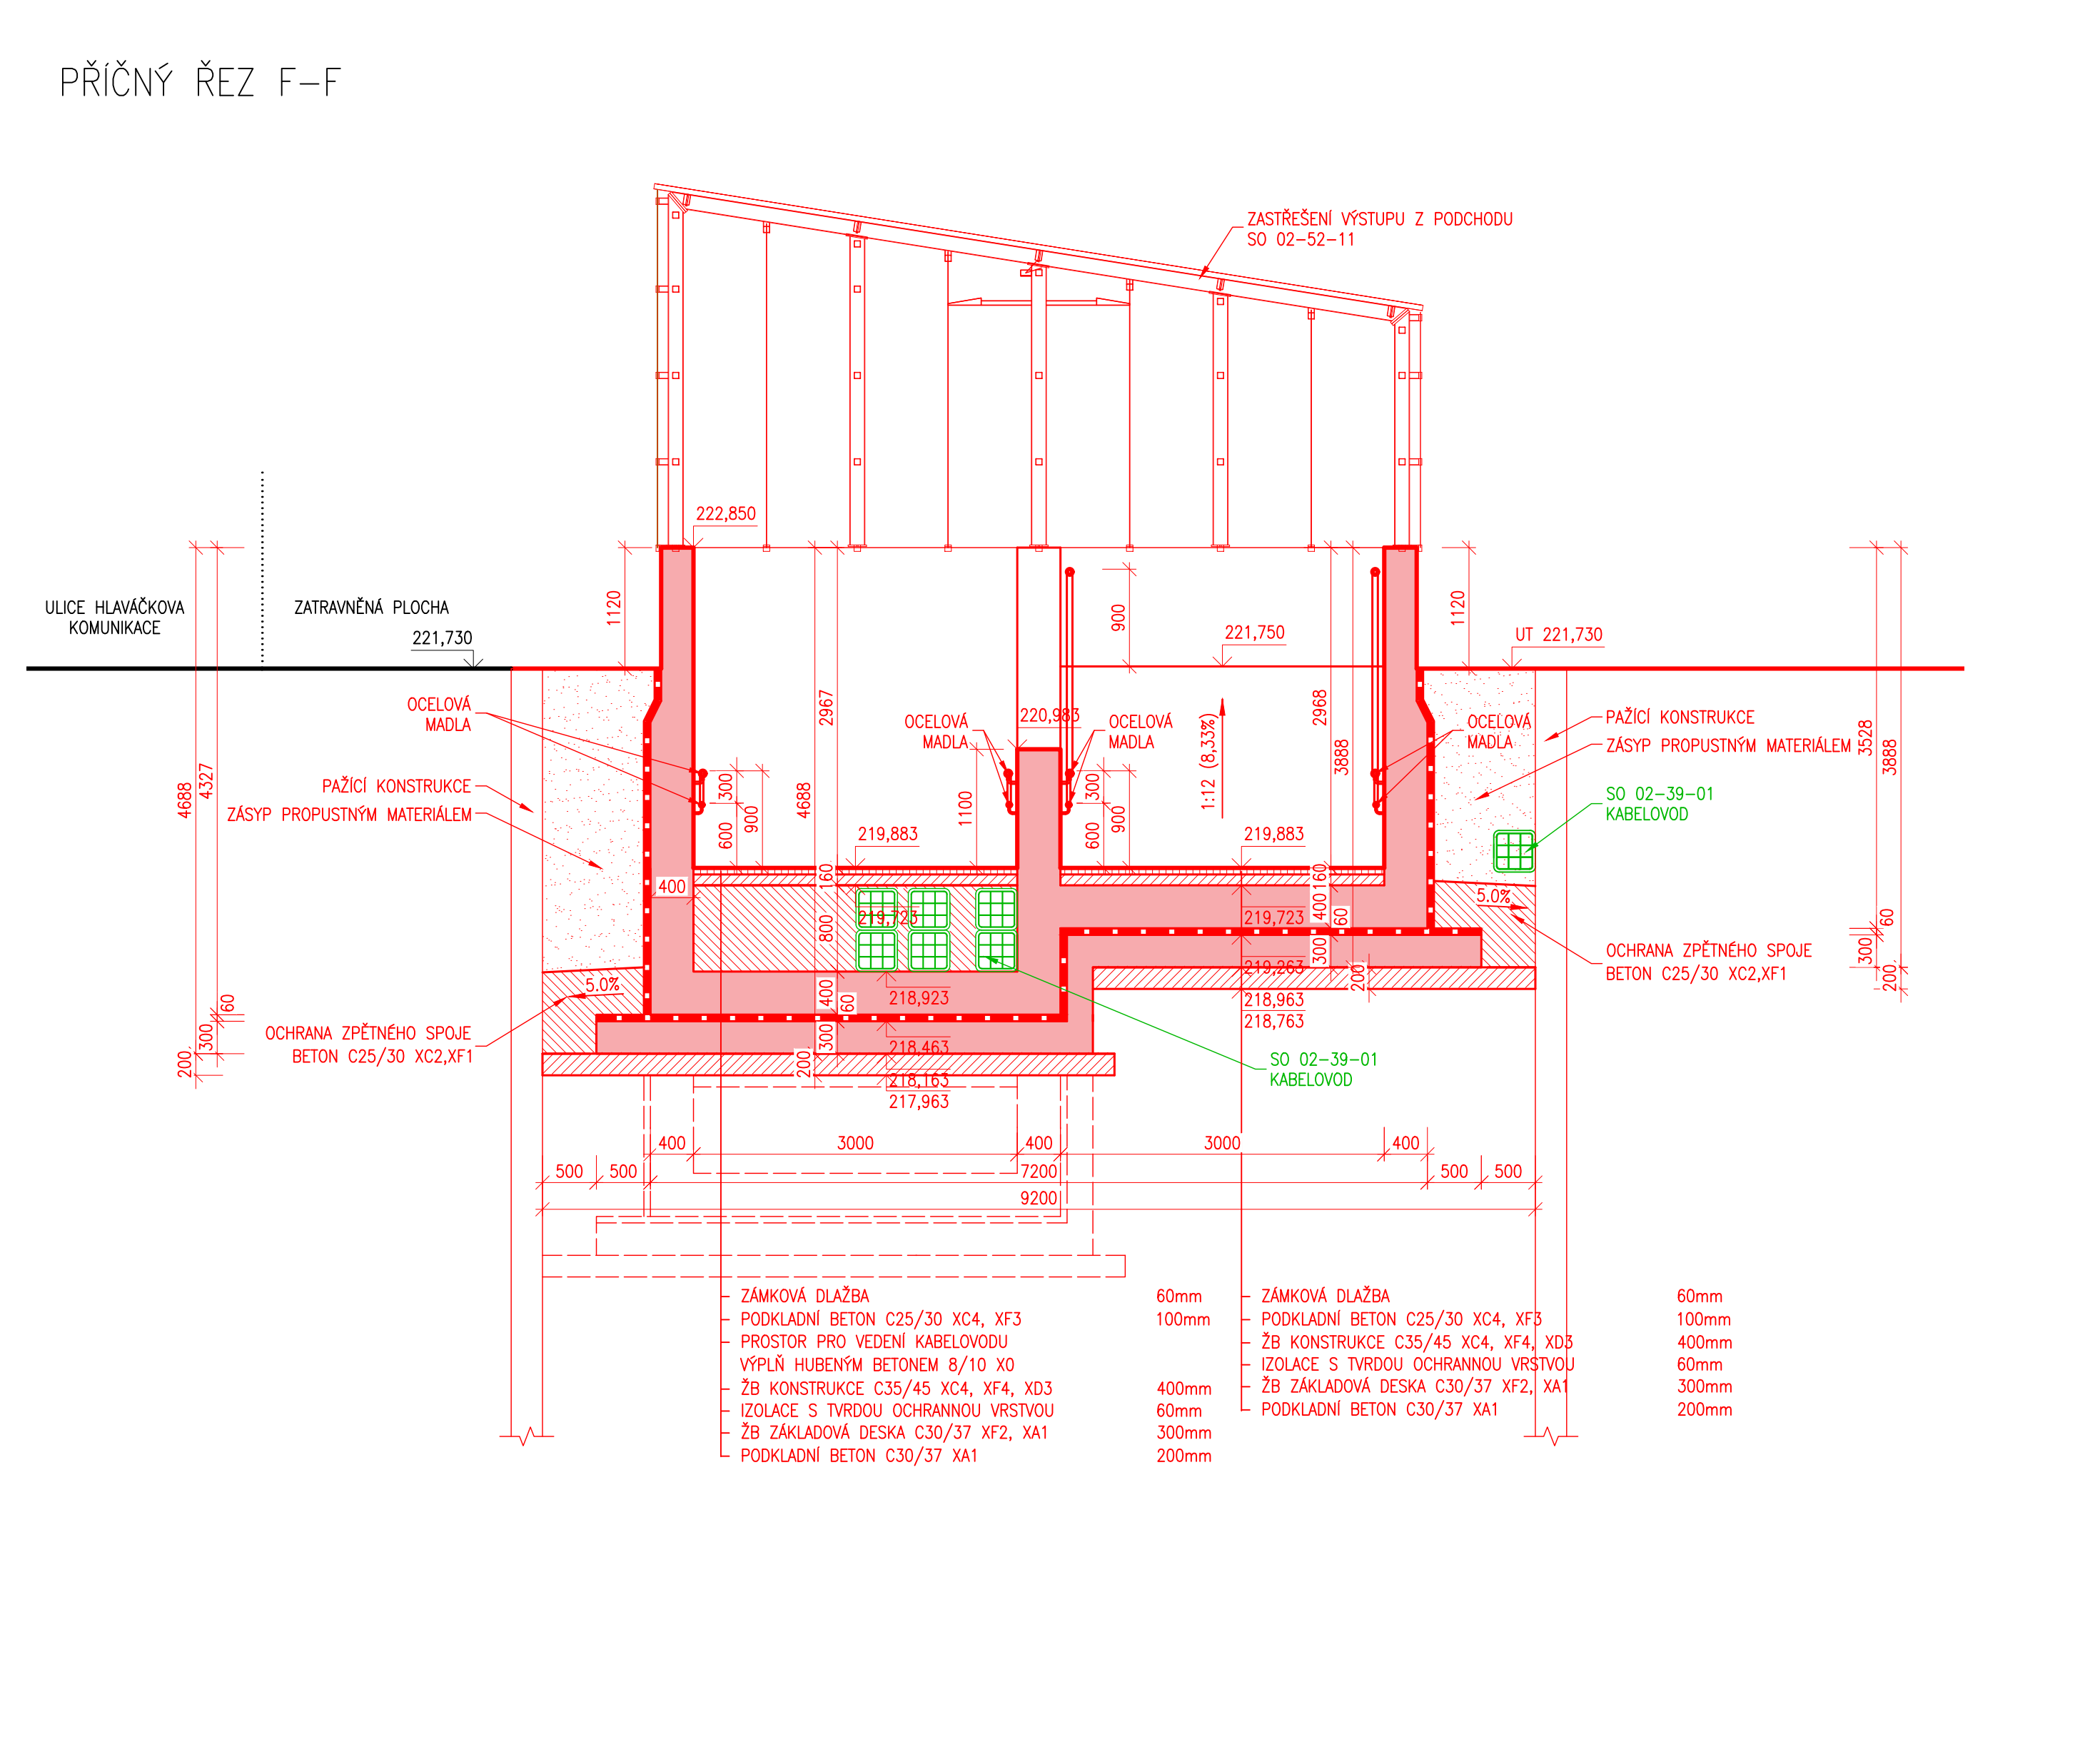 PŘÍČNÝ ŘEZ F-F
ZASTŘEŠENÍ VÝSTUPU Z PODCHODU
SO 02-52-11
222,850
ULICE HLAVÁČKOVA
KOMUNIKACE
ZATRAVNĚNÁ PLOCHA
221,730
1120
900
221,750
1120
UT 221,730
OCELOVÁ
MADLA
2967
OCELOVÁ
MADLA
220,983
OCELOVÁ
MADLA
1:12 (8,33%)
2968
3888
OCELOVÁ
MADLA
PAŽÍCÍ KONSTRUKCE
ZÁSYP PROPUSTNÝM MATERIÁLEM
3528
3888
4688
4327
PAŽÍCÍ KONSTRUKCE
ZÁSYP PROPUSTNÝM MATERIÁLEM
300
600
900
4688
1100
300
600
900
SO 02-39-01
KABELOVOD
219,883
219,883
400
160
800
219,723
160
400
60
219,723
5.0%
60
300
200
219,263
300
200
OCHRANA ZPĚTNÉHO SPOJE
BETON C25/30 XC2,XF1
5.0%
60
300
200
400
60
300
200
218,923
218,963
218,763
OCHRANA ZPĚTNÉHO SPOJE
BETON C25/30 XC2,XF1
218,463
218,163
217,963
SO 02-39-01
KABELOVOD
400
3000
400
3000
400
500
500
7200
500
500
9200
ZÁMKOVÁ DLAŽBA 60mm
PODKLADNÍ BETON C25/30 XC4, XF3 100mm
PROSTOR PRO VEDENÍ KABELOVODU
VÝPLŇ HUBENÝM BETONEM 8/10 X0
ŽB KONSTRUKCE C35/45 XC4, XF4, XD3 400mm
IZOLACE S TVRDOU OCHRANNOU VRSTVOU 60mm
ŽB ZÁKLADOVÁ DESKA C30/37 XF2, XA1 300mm
PODKLADNÍ BETON C30/37 XA1 200mm
ZÁMKOVÁ DLAŽBA 60mm
PODKLADNÍ BETON C25/30 XC4, XF3 100mm
ŽB KONSTRUKCE C35/45 XC4, XF4, XD3 400mm
IZOLACE S TVRDOU OCHRANNOU VRSTVOU 60mm
ŽB ZÁKLADOVÁ DESKA C30/37 XF2, XA1 300mm
PODKLADNÍ BETON C30/37 XA1 200mm